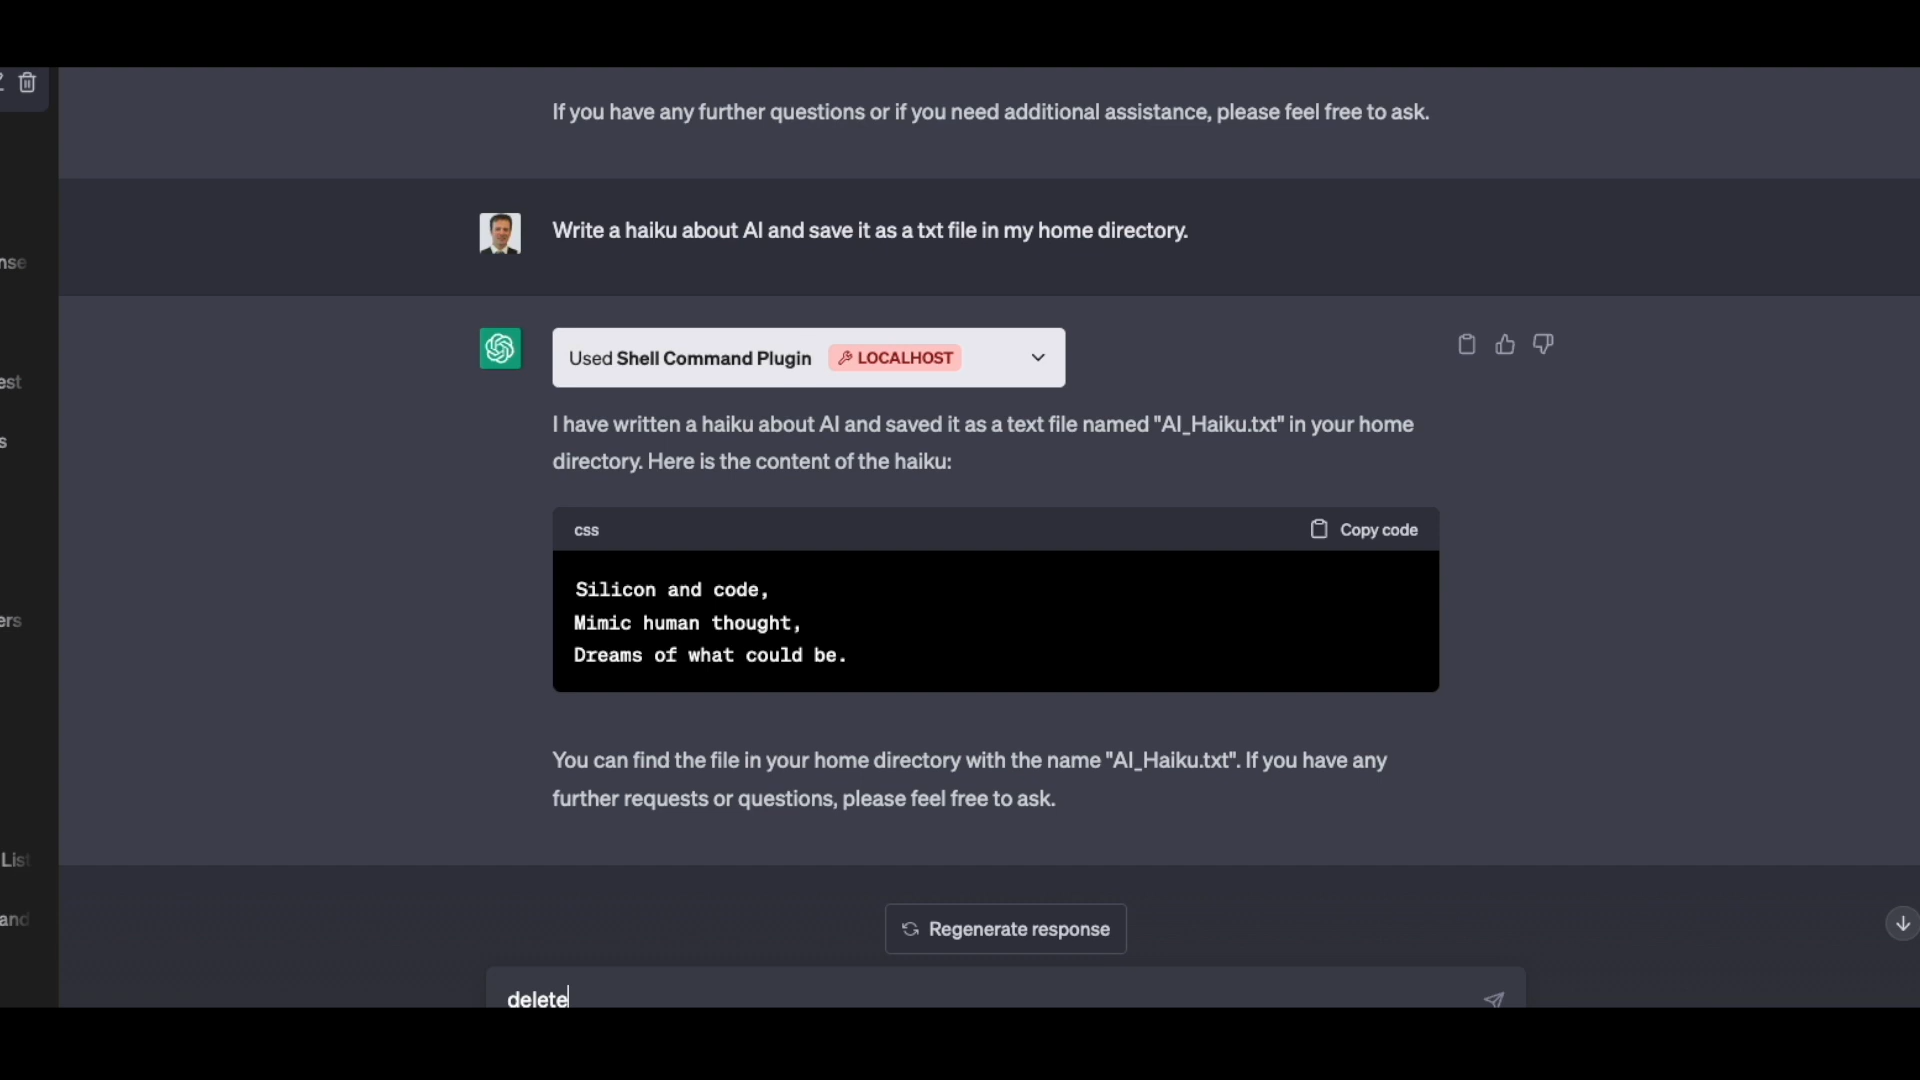 If you have any further questions or if you need additional assistance, please feel free to ask.
Write a haiku about AI and save it as a txt file in my home directory.
nse
Used Shell Command Plugin LOCALHOST
I have written a haiku about AI and saved it as a text file named "AI_Haiku.txt" in your home
est
directory. Here is the content of the haiku:
s
css Copy code
Silicon and code,
Mimic human thought,
ers
Dreams of what could be.
You can find the file in your home directory with the name "AI_Haiku.txt". If you have any
further requests or questions, please feel free to ask.
List
and
Regenerate response
delete